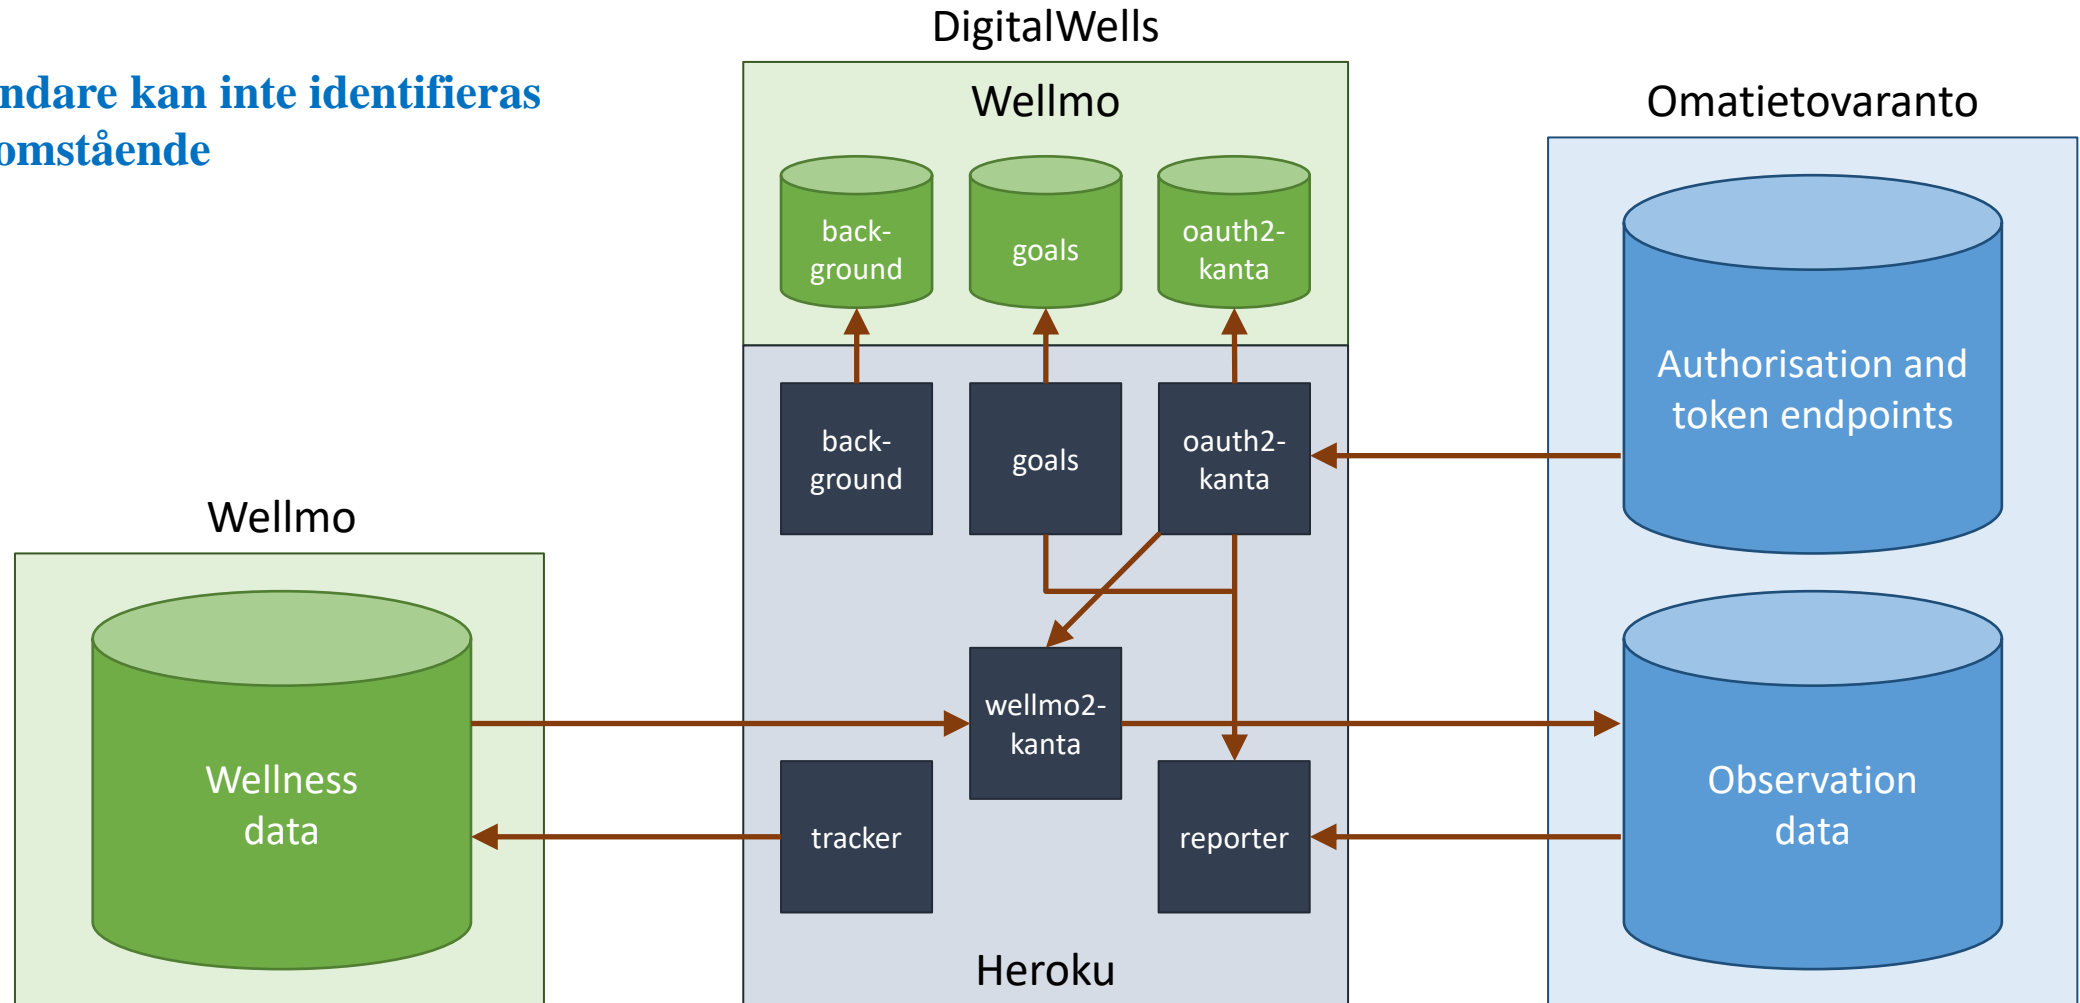 DigitalWells
ndare kan inte identifieras
omstående
Wellmo
Omatietovaranto
back-
ground
goals
oauth2-
kanta
Authorisation and
token endpoints
back-
ground
goals
oauth2-
kanta
Wellmo
wellmo2-
kanta
Wellness
data
Observation
data
tracker
reporter
Heroku